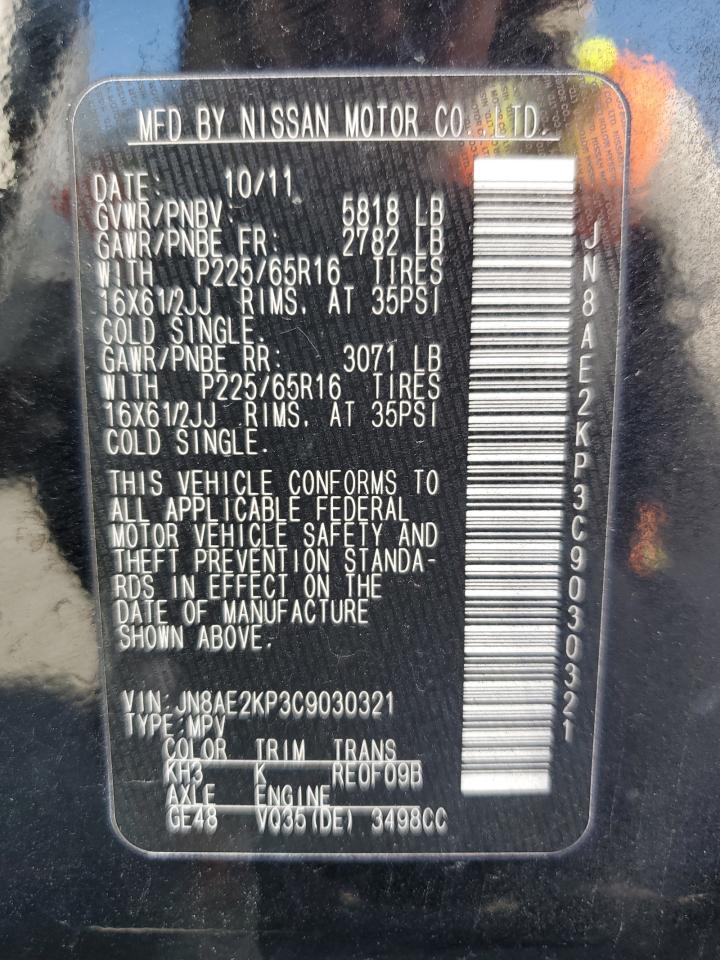 MFD BY NISSAN MOTOR CO., LTD.
DATE: 10/11
GVWR/PNBV: 5818 LB
GAWR/PNBE FR: 2782 LB
WITH P225/65R16 TIRES
16X61/2JJ RIMS, AT 35PSI
COLD SINGLE.
GAWR/PNBE RR: 3071 LB
WITH P225/65R16 TIRES
16X61/2JJ RIMS, AT 35PSI
COLD SINGLE.
THIS VEHICLE CONFORMS TO
ALL APPLICABLE FEDERAL
MOTOR VEHICLE SAFETY AND
THEFT PREVENTION STANDA-
RDS IN EFFECT ON THE
DATE OF MANUFACTURE
SHOWN ABOVE.
VIN: JN8AE2KP3C9030321
TYPE: MPV
COLOR TRIM TRANS
KH3 K RE0F09B
AXLE ENGINE
GE48 VQ35(DE) 3498CC
JN8AE2KP3C9030321